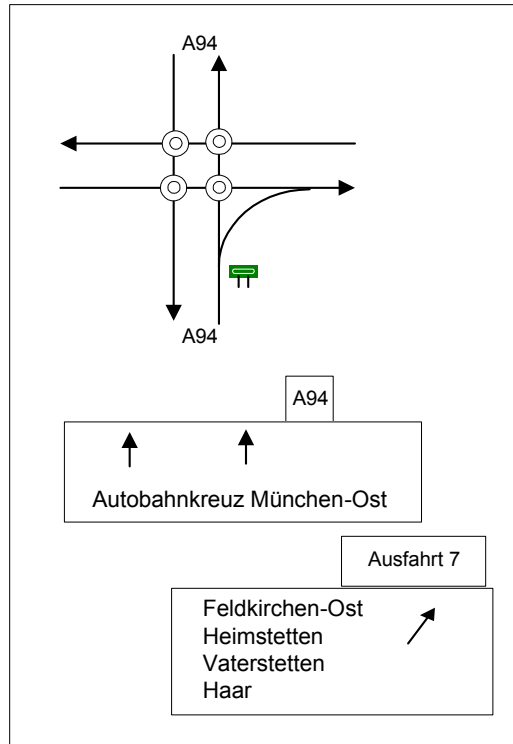 A94
A94
A94
Autobahnkreuz München-Ost
Ausfahrt 7
Feldkirchen-Ost
Heimstetten
Vaterstetten
Haar